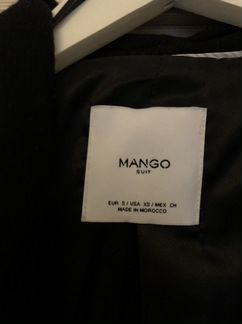 MANGO
SUIT
EUR S / USA XS / MEX CH
MADE IN MOROCCO